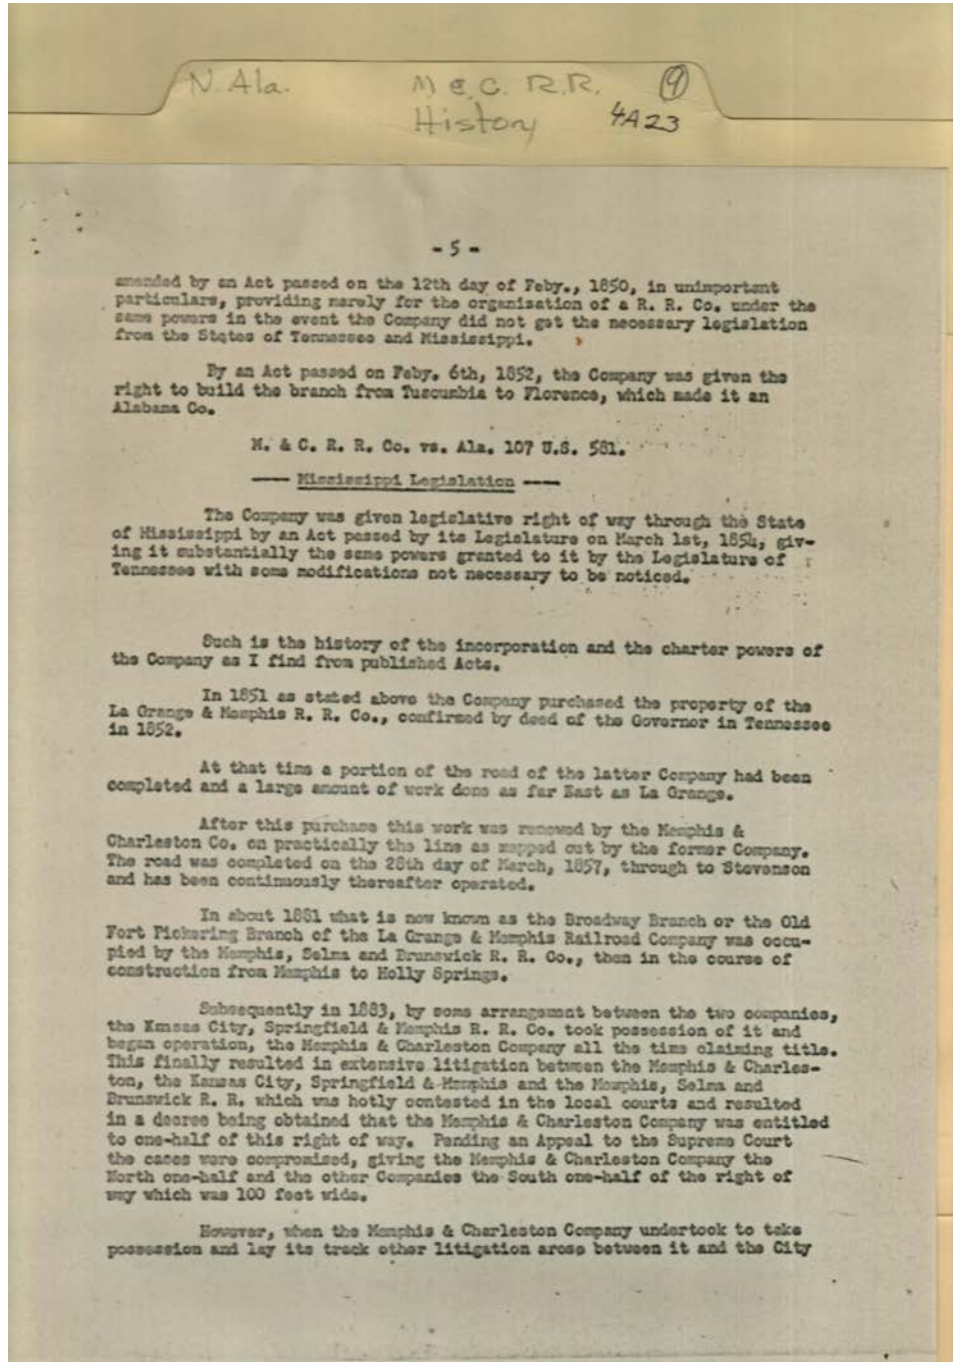 N. Ala.
M & C. R.R.
9
History
4A23
- 5 -
amended by an Act passed on the 12th day of Feby., 1850, in unimportant
particulars, providing merely for the organization of a R. R. Co. under the
same powers in the event the Company did not get the necessary legislation
from the States of Tennessee and Mississippi.
By an Act passed on Feby. 6th, 1852, the Company was given the
right to build the branch from Tuscumbia to Florence, which made it an
Alabama Co.
M. & C. R. R. Co. vs. Ala. 107 U.S. 581.
---- Mississippi Legislation ----
The Company was given legislative right of way through the State
of Mississippi by an Act passed by its Legislature on March 1st, 1854, giv-
ing it substantially the same powers granted to it by the Legislature of
Tennessee with some modifications not necessary to be noticed.
Such is the history of the incorporation and the charter powers of
the Company as I find from published Acts.
In 1851 as stated above the Company purchased the property of the
La Grange & Memphis R. R. Co., confirmed by deed of the Governor in Tennessee
in 1852.
At that time a portion of the road of the latter Company had been
completed and a large amount of work done as far East as La Grange.
After this purchase this work was renewed by the Memphis &
Charleston Co. on practically the line as mapped out by the former Company.
The road was completed on the 28th day of March, 1857, through to Stevenson
and has been continuously thereafter operated.
In about 1881 what is now known as the Broadway Branch or the Old
Fort Pickering Branch of the La Grange & Memphis Railroad Company was occu-
pied by the Memphis, Selma and Brunswick R. R. Co., then in the course of
construction from Memphis to Holly Springs.
Subsequently in 1883, by some arrangement between the two companies,
the Kmsas City, Springfield & Memphis R. R. Co. took possession of it and
began operation, the Memphis & Charleston Company all the time claiming title.
This finally resulted in extensive litigation between the Memphis & Charles-
ton, the Kansas City, Springfield & Memphis and the Memphis, Selma and
Brunswick R. R. which was hotly contested in the local courts and resulted
in a decree being obtained that the Memphis & Charleston Company was entitled
to one-half of this right of way. Pending an Appeal to the Supreme Court
the cases were compromised, giving the Memphis & Charleston Company the
North one-half and the other Companies the South one-half of the right of
way which was 100 feet wide.
However, when the Memphis & Charleston Company undertook to take
possession and lay its track other litigation arose between it and the City